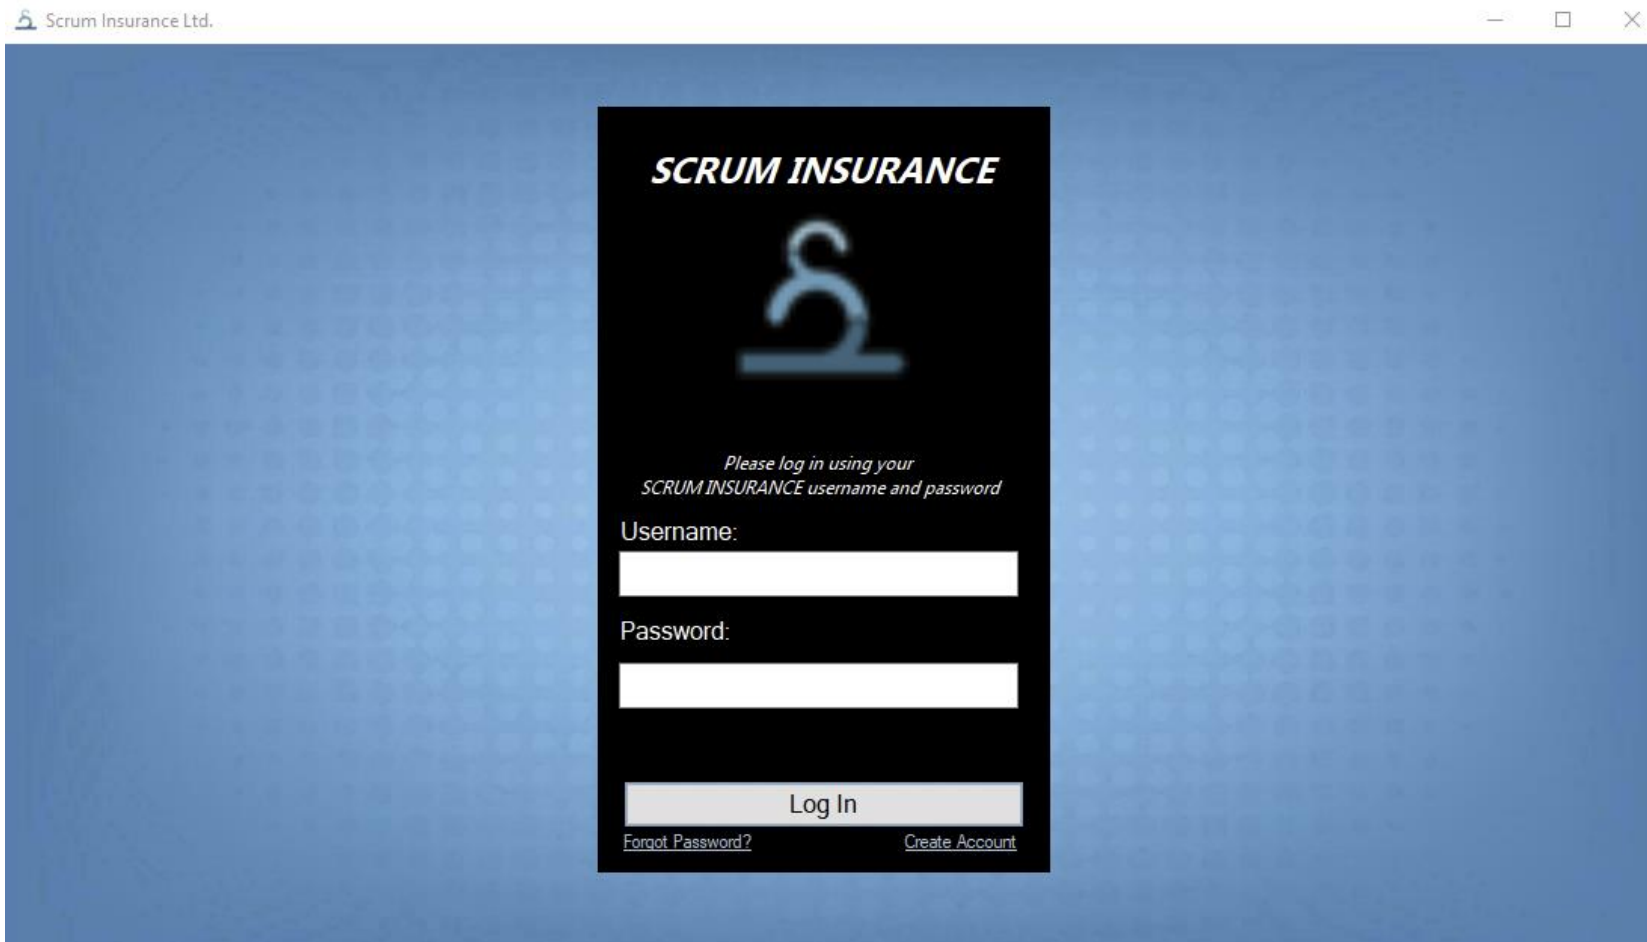 Scrum Insurance Ltd.
SCRUM INSURANCE
Please log in using your
SCRUM INSURANCE username and password
Username:
Password:
Log In
Forgot Password? Create Account